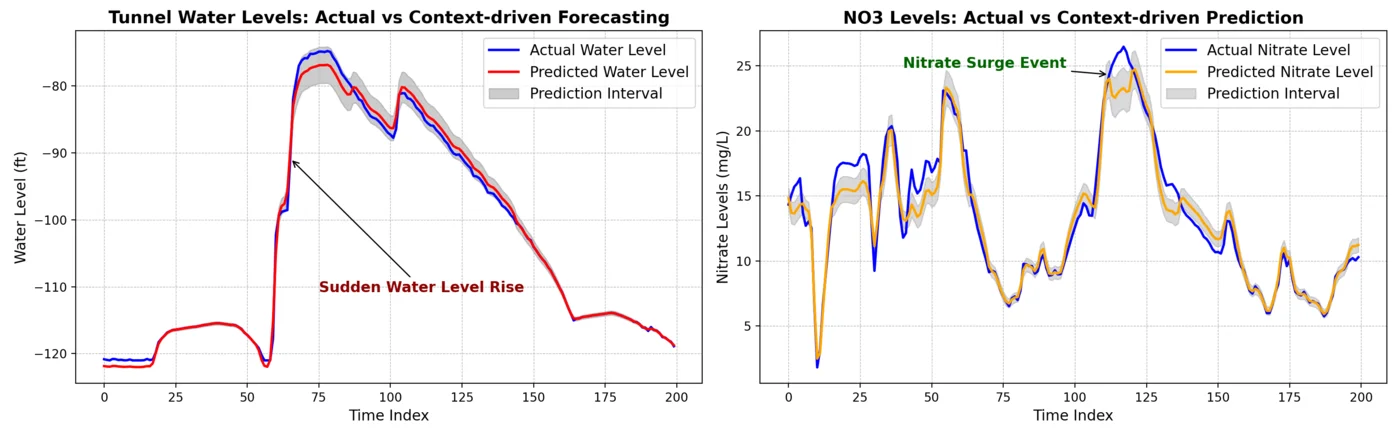 Tunnel Water Levels: Actual vs Context-driven Forecasting
Actual Water Level
Predicted Water Level
Prediction Interval
Sudden Water Level Rise
Water Level (ft)
−80
−90
−100
−110
−120
0 25 50 75 100 125 150 175 200
Time Index
NO3 Levels: Actual vs Context-driven Prediction
Nitrate Surge Event
Actual Nitrate Level
Predicted Nitrate Level
Prediction Interval
Nitrate Levels (mg/L)
25
20
15
10
5
0 25 50 75 100 125 150 175 200
Time Index